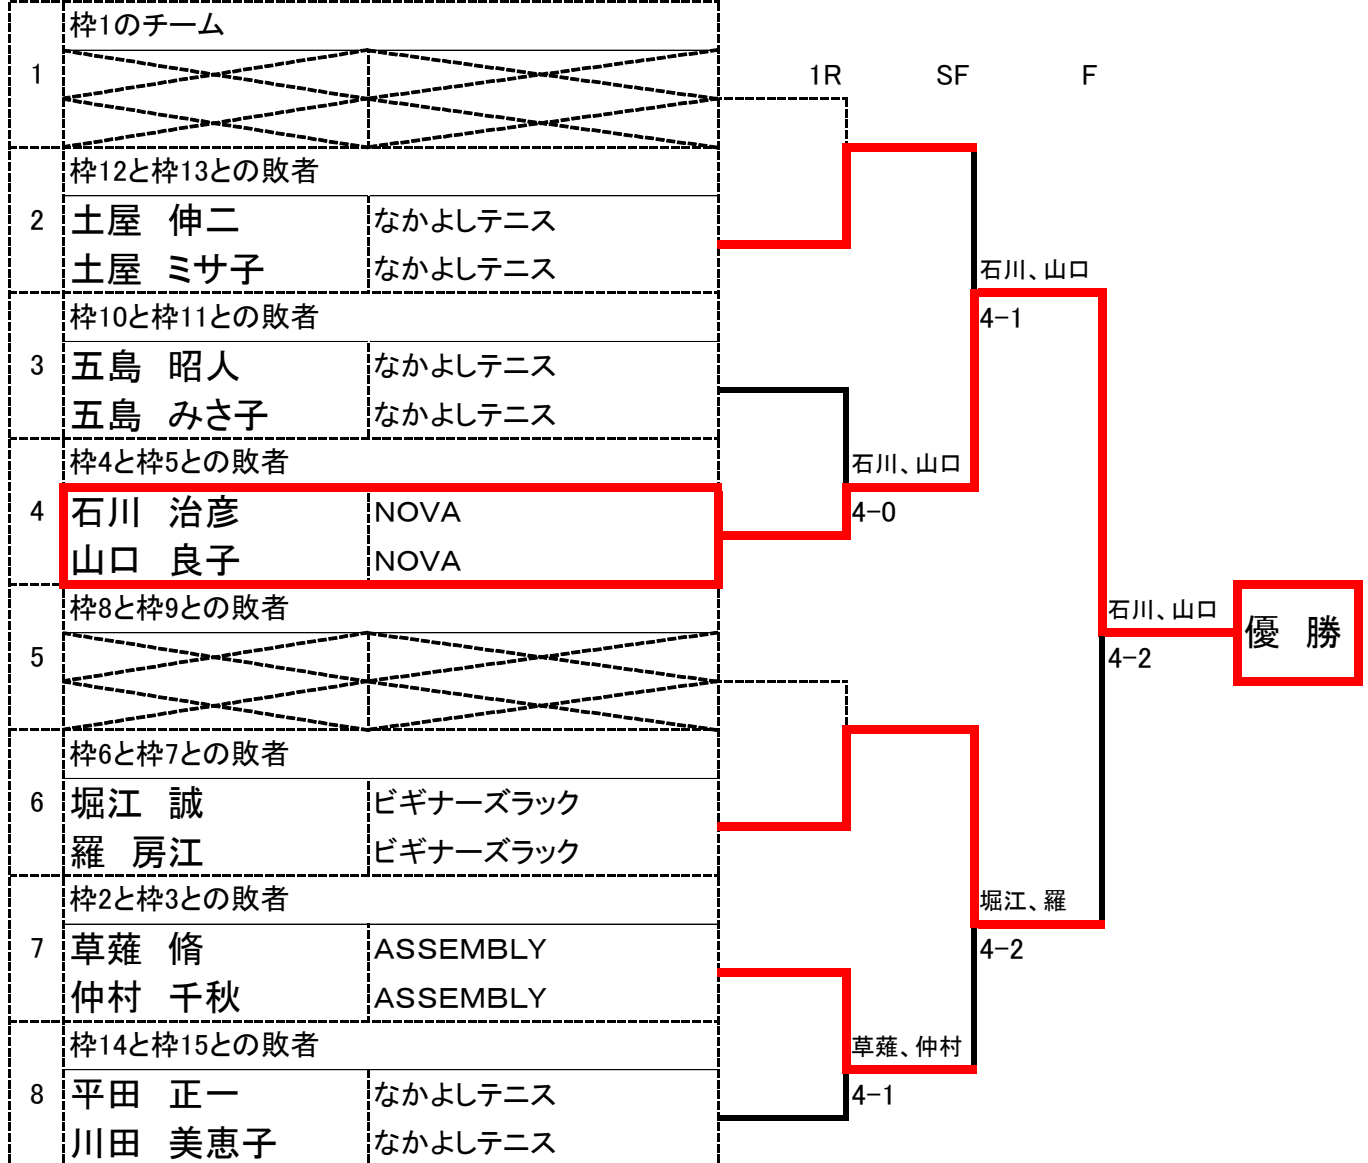 枠1のチーム
1
1R SF F
枠12と枠13との敗者
2
土屋 伸二 なかよしテニス
土屋 ミサ子 なかよしテニス
石川、山口
4-1
枠10と枠11との敗者
3
五島 昭人 なかよしテニス
五島 みさ子 なかよしテニス
枠4と枠5との敗者
石川、山口
4-0
4
石川 治彦 NOVA
山口 良子 NOVA
枠8と枠9との敗者
石川、山口
4-2
優 勝
5
枠6と枠7との敗者
6
堀江 誠 ビギナーズラック
羅 房江 ビギナーズラック
枠2と枠3との敗者
堀江、羅
4-2
7
草薙 脩 ASSEMBLY
仲村 千秋 ASSEMBLY
枠14と枠15との敗者
草薙、仲村
4-1
8
平田 正一 なかよしテニス
川田 美恵子 なかよしテニス